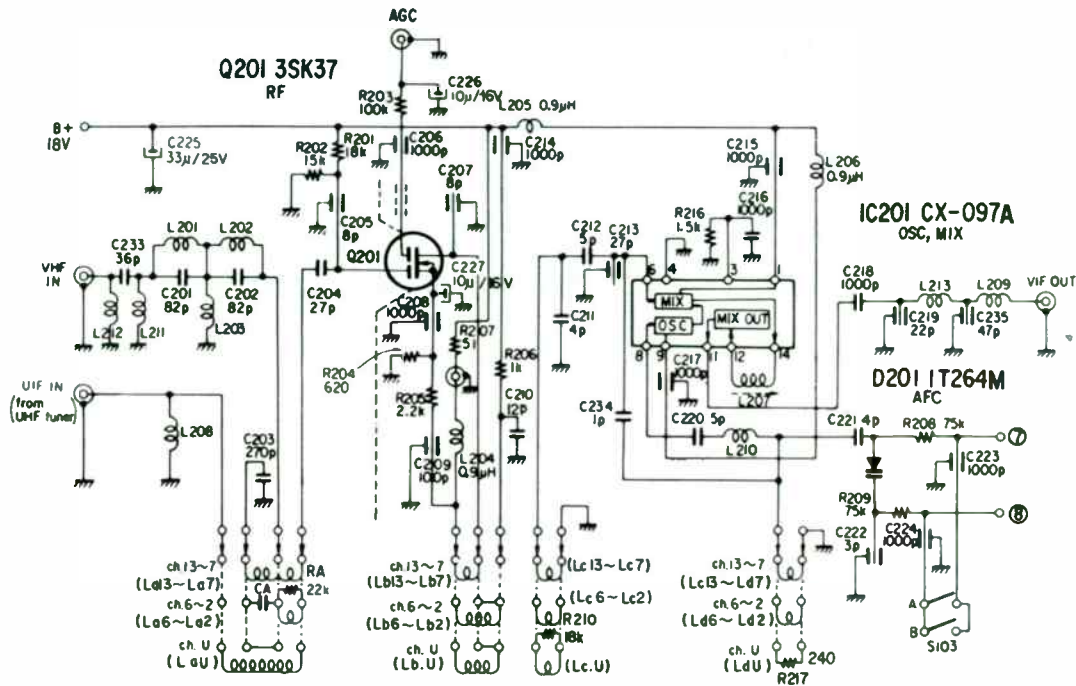 AGC
Q201 3SK37
RF
R203
100k
C226
10μ/16V
L205 0.9μH
B+
18V
C225
33μ/25V
R202
15k
R201
18k
C206
1000p
C214
1000p
C207
8p
C215
1000p
L206
0.9μH
C205
8p
Q201
C216
1000p
R216
1.5k
IC201 CX-097A
OSC, MIX
VHF
IN
C233
36p
L201
L202
C201
82p
C202
82p
L212
L211
L203
C204
27p
C227
10μ/16V
C208
1000p
C212
5p
C213
27p
6
4
3
1
MIX
OSC
MIX OUT
8
9
11
12
14
C211
4p
C218
1000p
L213
L209
VIF OUT
C219
22p
C235
47p
R207
51
R206
1k
R204
620
R205
2.2k
C217
1000p
L207
D201 1T264M
AFC
UIF IN
(from
UHF tuner)
L208
C203
270p
C210
12p
L204
0.9μH
C209
100p
C234
1p
C220 5p
L210
C221 4p
R208 75k
7
C223
1000p
R209
75k
8
C222
3p
C224
1000p
ch.13~7
(La13~La7)
RA
22k
CA
ch.6~2
(La6~La2)
ch. U
(LaU)
ch.13~7
(Lb13~Lb7)
ch.6~2
(Lb6~Lb2)
ch. U
(Lb.U)
(Lc13~Lc7)
(Lc6~Lc2)
R210
18k
(Lc.U)
ch.13~7
(Lc13~Ld7)
ch.6~2
(Ld6~Ld2)
ch. U
(LdU)
240
R217
A
B
S103